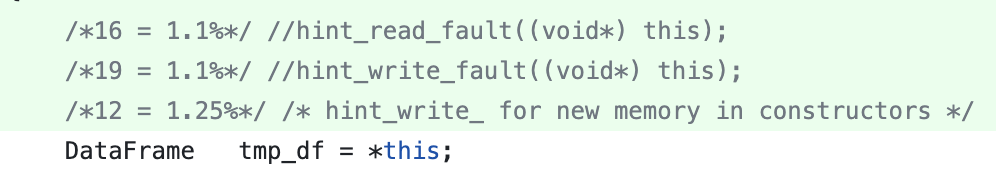 /*16 = 1.1%*/ //hint_read_fault((void*) this);
/*19 = 1.1%*/ //hint_write_fault((void*) this);
/*12 = 1.25%*/ /* hint_write_ for new memory in constructors */
DataFrame   tmp_df = *this;